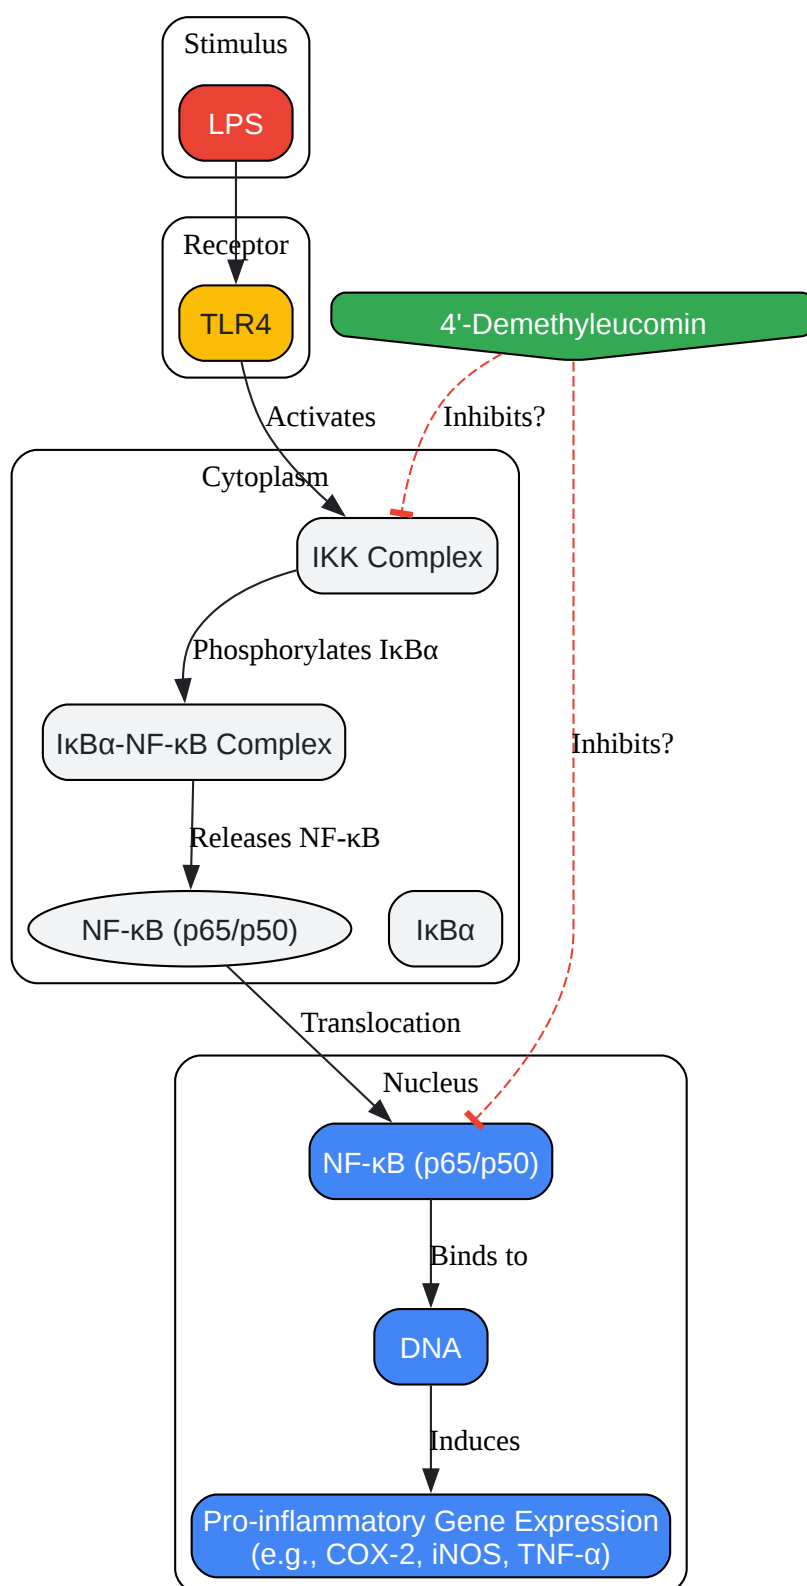 Stimulus
LPS
Receptor
TLR4
4'-Demethyleucomin
Activates
Inhibits?
Cytoplasm
IKK Complex
Phosphorylates IκBα
IκBα-NF-κB Complex
Inhibits?
Releases NF-κB
NF-κB (p65/p50)
IκBα
Translocation
Nucleus
NF-κB (p65/p50)
Binds to
DNA
Induces
Pro-inflammatory Gene Expression
(e.g., COX-2, iNOS, TNF-α)